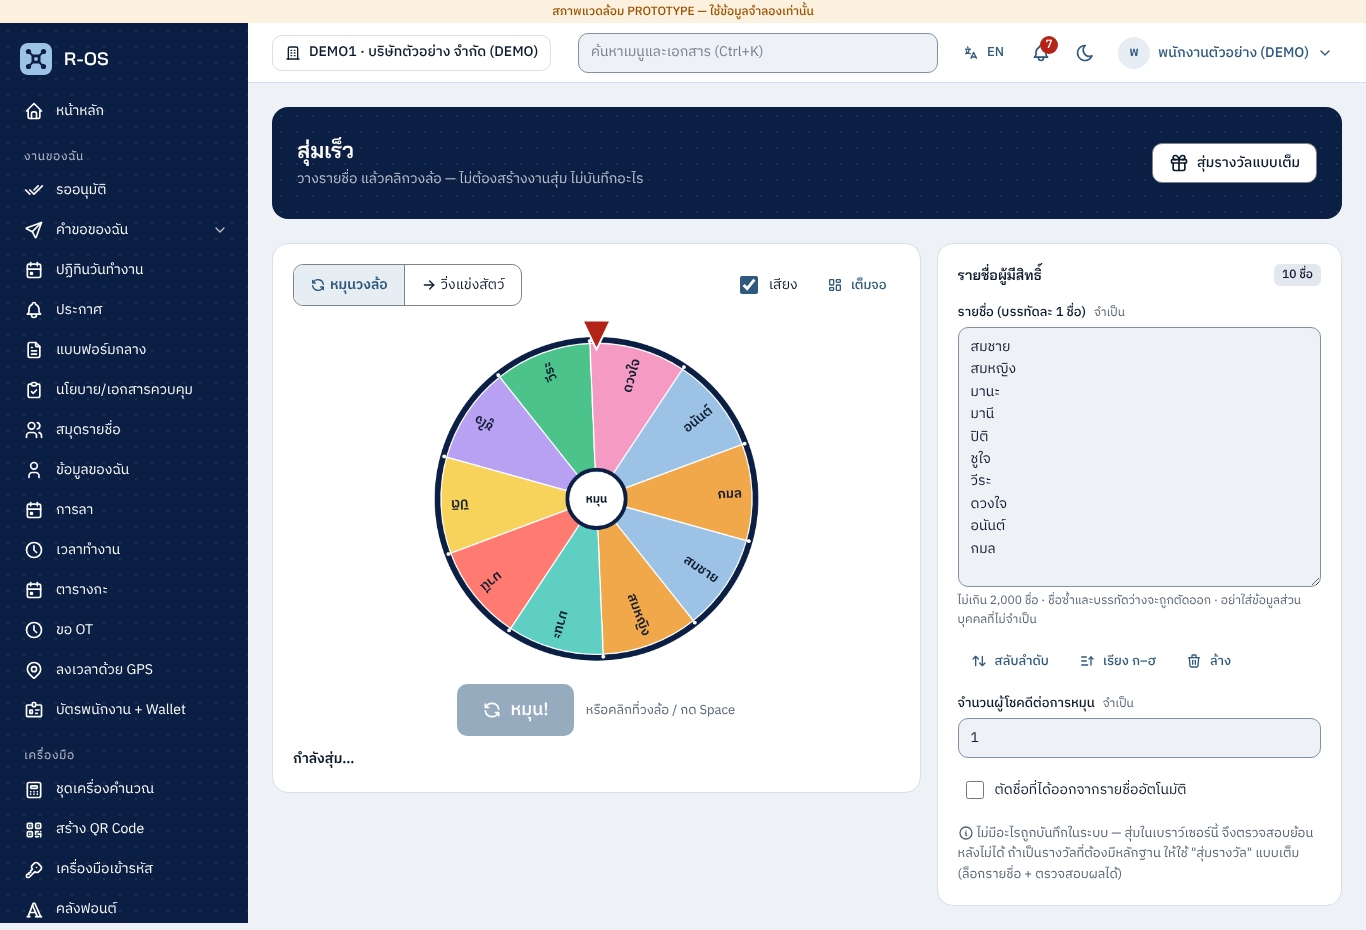 สภาพแวดล้อม PROTOTYPE — ใช้ข้อมูลจำลองเท่านั้น
R-OS
DEMO1 · บริษัทตัวอย่าง จำกัด (DEMO)
ค้นหาเมนูและเอกสาร (Ctrl+K)
EN
7
พ
พนักงานตัวอย่าง (DEMO)
หน้าหลัก
งานของฉัน
รออนุมัติ
คำขอของฉัน
ปฏิทินวันทำงาน
ประกาศ
แบบฟอร์มกลาง
นโยบาย/เอกสารควบคุม
สมุดรายชื่อ
ข้อมูลของฉัน
การลา
เวลาทำงาน
ตารางกะ
ขอ OT
ลงเวลาด้วย GPS
บัตรพนักงาน + Wallet
เครื่องมือ
ชุดเครื่องคำนวณ
สร้าง QR Code
เครื่องมือเข้ารหัส
คลังฟอนต์
สุ่มเร็ว
วางรายชื่อ แล้วคลิกวงล้อ — ไม่ต้องสร้างงานสุ่ม ไม่บันทึกอะไร
สุ่มรางวัลแบบเต็ม
หมุนวงล้อ
วิ่งแข่งสัตว์
เสียง
เต็มจอ
ดวงใจ
อนันต์
กมล
สมชาย
สมหญิง
มานะ
มานี
ปิติ
ชูใจ
วีระ
หมุน
หมุน!
หรือคลิกที่วงล้อ / กด Space
กำลังสุ่ม...
รายชื่อผู้มีสิทธิ์
10 ชื่อ
รายชื่อ (บรรทัดละ 1 ชื่อ) จำเป็น
สมชาย
สมหญิง
มานะ
มานี
ปิติ
ชูใจ
วีระ
ดวงใจ
อนันต์
กมล
ไม่เกิน 2,000 ชื่อ · ชื่อซ้ำและบรรทัดว่างจะถูกตัดออก · อย่าใส่ข้อมูลส่วน
บุคคลที่ไม่จำเป็น
สลับลำดับ
เรียง ก–ฮ
ล้าง
จำนวนผู้โชคดีต่อการหมุน จำเป็น
1
ตัดชื่อที่ได้ออกจากรายชื่ออัตโนมัติ
ไม่มีอะไรถูกบันทึกในระบบ — สุ่มในเบราว์เซอร์นี้ จึงตรวจสอบย้อน
หลังไม่ได้ ถ้าเป็นรางวัลที่ต้องมีหลักฐาน ให้ใช้ "สุ่มรางวัล" แบบเต็ม
(ล็อกรายชื่อ + ตรวจสอบผลได้)